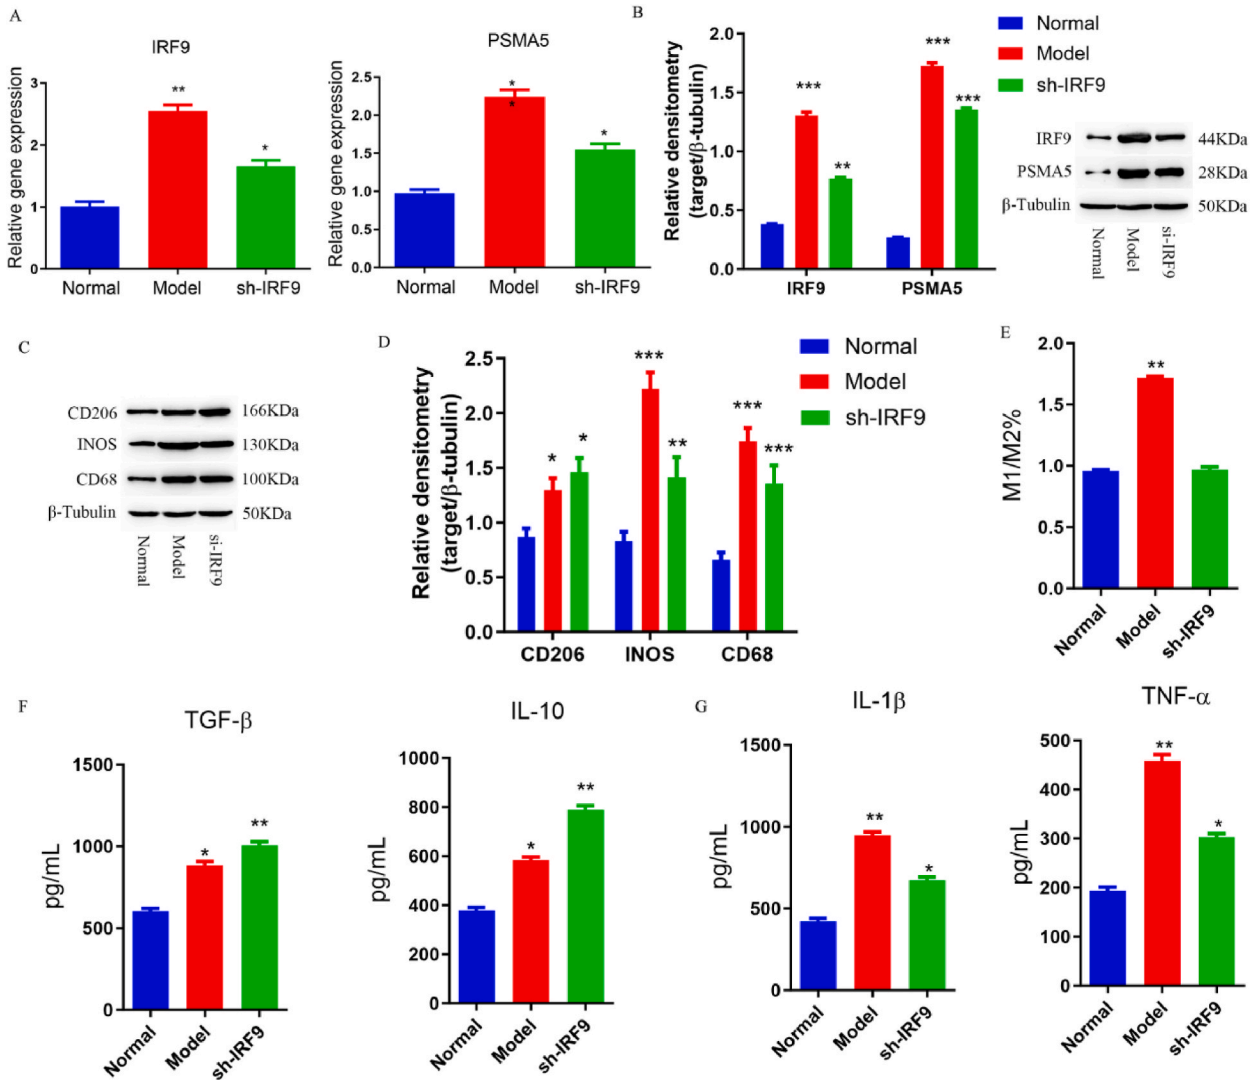 A
IRF9
Relative gene expression
3
2
1
0
**
*
Normal Model sh-IRF9
PSMA5
Relative gene expression
2.5
2.0
1.5
1.0
0.5
0.0
*
*
*
Normal Model sh-IRF9
B
Relative densitometry
(target/β-tubulin)
2.0
1.5
1.0
0.5
0.0
***
**
***
***
IRF9 PSMA5
Normal
Model
sh-IRF9
IRF9 44KDa
PSMA5 28KDa
β-Tubulin 50KDa
Normal
Model
si-IRF9
C
CD206 166KDa
INOS 130KDa
CD68 100KDa
β-Tubulin 50KDa
Normal
Model
si-IRF9
D
Relative densitometry
(target/β-tubulin)
2.5
2.0
1.5
1.0
0.5
0.0
*
*
***
**
***
***
CD206 INOS CD68
Normal
Model
sh-IRF9
E
M1/M2%
2.0
1.5
1.0
0.5
0.0
**
Normal
Model
sh-IRF9
F
TGF-β
pg/mL
1500
1000
500
0
*
**
Normal
Model
sh-IRF9
IL-10
pg/mL
1000
800
600
400
200
0
*
**
Normal
Model
sh-IRF9
G
IL-1β
pg/mL
1500
1000
500
0
**
*
Normal
Model
sh-IRF9
TNF-α
pg/mL
500
400
300
200
100
0
**
*
Normal
Model
sh-IRF9